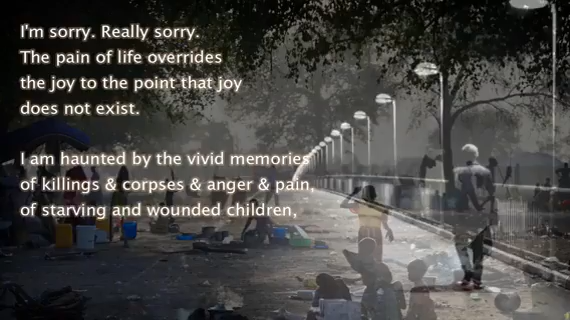 I'm sorry. Really sorry.
The pain of life overrides
the joy to the point that joy
does not exist.
I am haunted by the vivid memories
of killings & corpses & anger & pain,
of starving and wounded children,